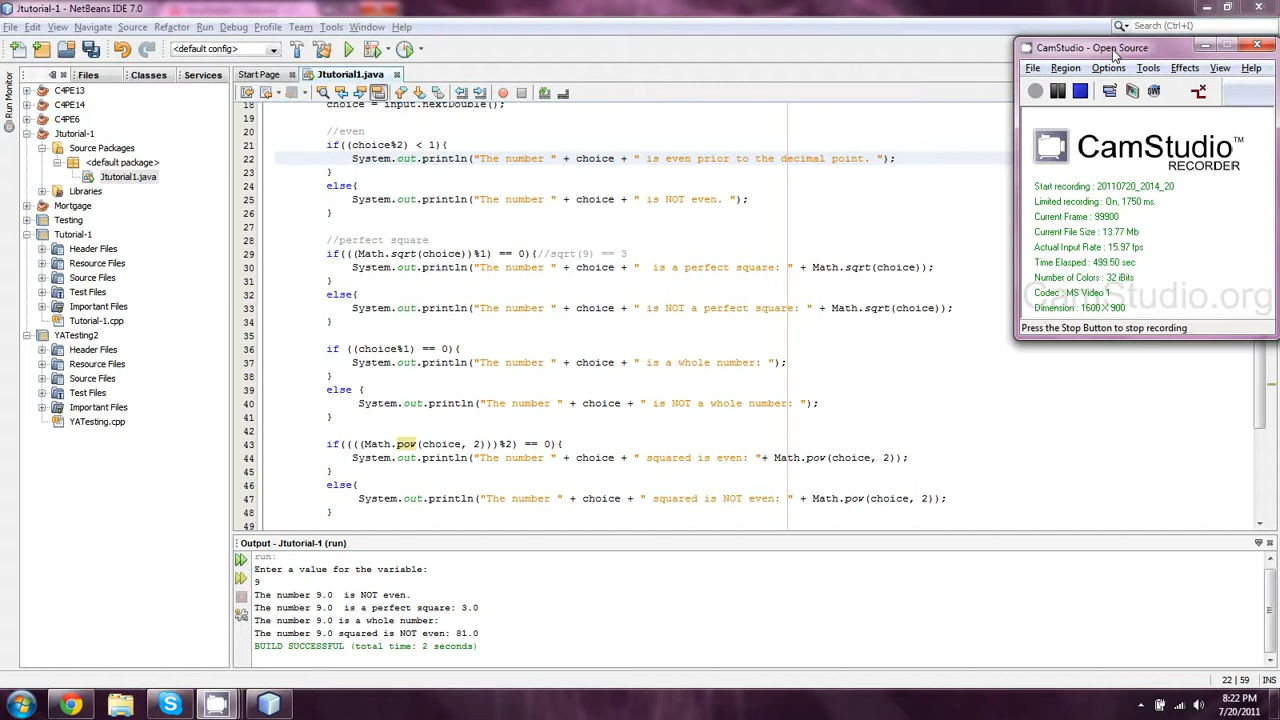 Jtutorial-1 - NetBeans IDE 7.0
File Edit View Navigate Source Refactor Run Debug Profile Team Tools Window Help
Search (Ctrl+I)
<default config>
Files Classes Services
Start Page Jtutorial1.java
Run Monitor
C4PE13
C4PE14
C4PE6
Jtutorial-1
Source Packages
<default package>
Jtutorial1.java
Libraries
Mortgage
Testing
Tutorial-1
Header Files
Resource Files
Source Files
Test Files
Important Files
Tutorial-1.cpp
YATesting2
Header Files
Resource Files
Source Files
Test Files
Important Files
YATesting.cpp
18 choice = input.nextDouble();
19
20 //even
21 if((choice%2) < 1){
22 System.out.println("The number " + choice + " is even prior to the decimal point. ");
23 }
24 else{
25 System.out.println("The number " + choice + " is NOT even. ");
26 }
27
28 //perfect square
29 if(((Math.sqrt(choice))%1) == 0){//sqrt(9) == 3
30 System.out.println("The number " + choice + "  is a perfect square: " + Math.sqrt(choice));
31 }
32 else{
33 System.out.println("The number " + choice + " is NOT a perfect square: " + Math.sqrt(choice));
34 }
35
36 if ((choice%1) == 0){
37 System.out.println("The number " + choice + " is a whole number: ");
38 }
39 else {
40 System.out.println("The number " + choice + " is NOT a whole number: ");
41 }
42
43 if((((Math.pow(choice, 2)))%2) == 0){
44 System.out.println("The number " + choice + " squared is even: "+ Math.pow(choice, 2));
45 }
46 else{
47 System.out.println("The number " + choice + " squared is NOT even: " + Math.pow(choice, 2));
48 }
49
CamStudio - Open Source
File Region Options Tools Effects View Help
CamStudio™
RECORDER
Start recording : 20110720_2014_20
Limited recording : On, 1750 ms.
Current Frame : 99900
Current File Size : 13.77 Mb
Actual Input Rate : 15.97 fps
Time Elasped : 499.50 sec
Number of Colors : 32 iBits
Codec : MS Video 1
Dimension : 1600 X 900
CamStudio.org
Press the Stop Button to stop recording
Output - Jtutorial-1 (run)
run:
Enter a value for the variable:
9
The number 9.0  is NOT even.
The number 9.0  is a perfect square: 3.0
The number 9.0 is a whole number:
The number 9.0 squared is NOT even: 81.0
BUILD SUCCESSFUL (total time: 2 seconds)
22 | 59 INS
8:22 PM
7/20/2011